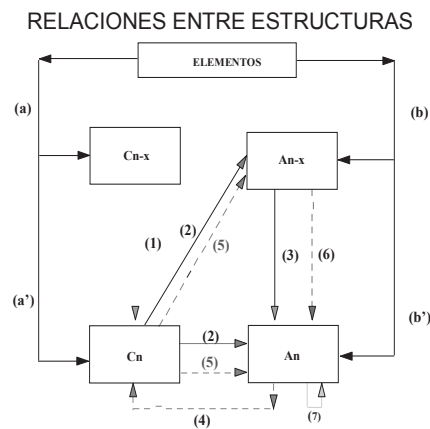 RELACIONES ENTRE ESTRUCTURAS
ELEMENTOS
(a)
(b)
Cn-x
An-x
(1)
(2)
(5)
(3)
(6)
(a’)
(b’)
Cn
(2)
(5)
An
(4)
(7)